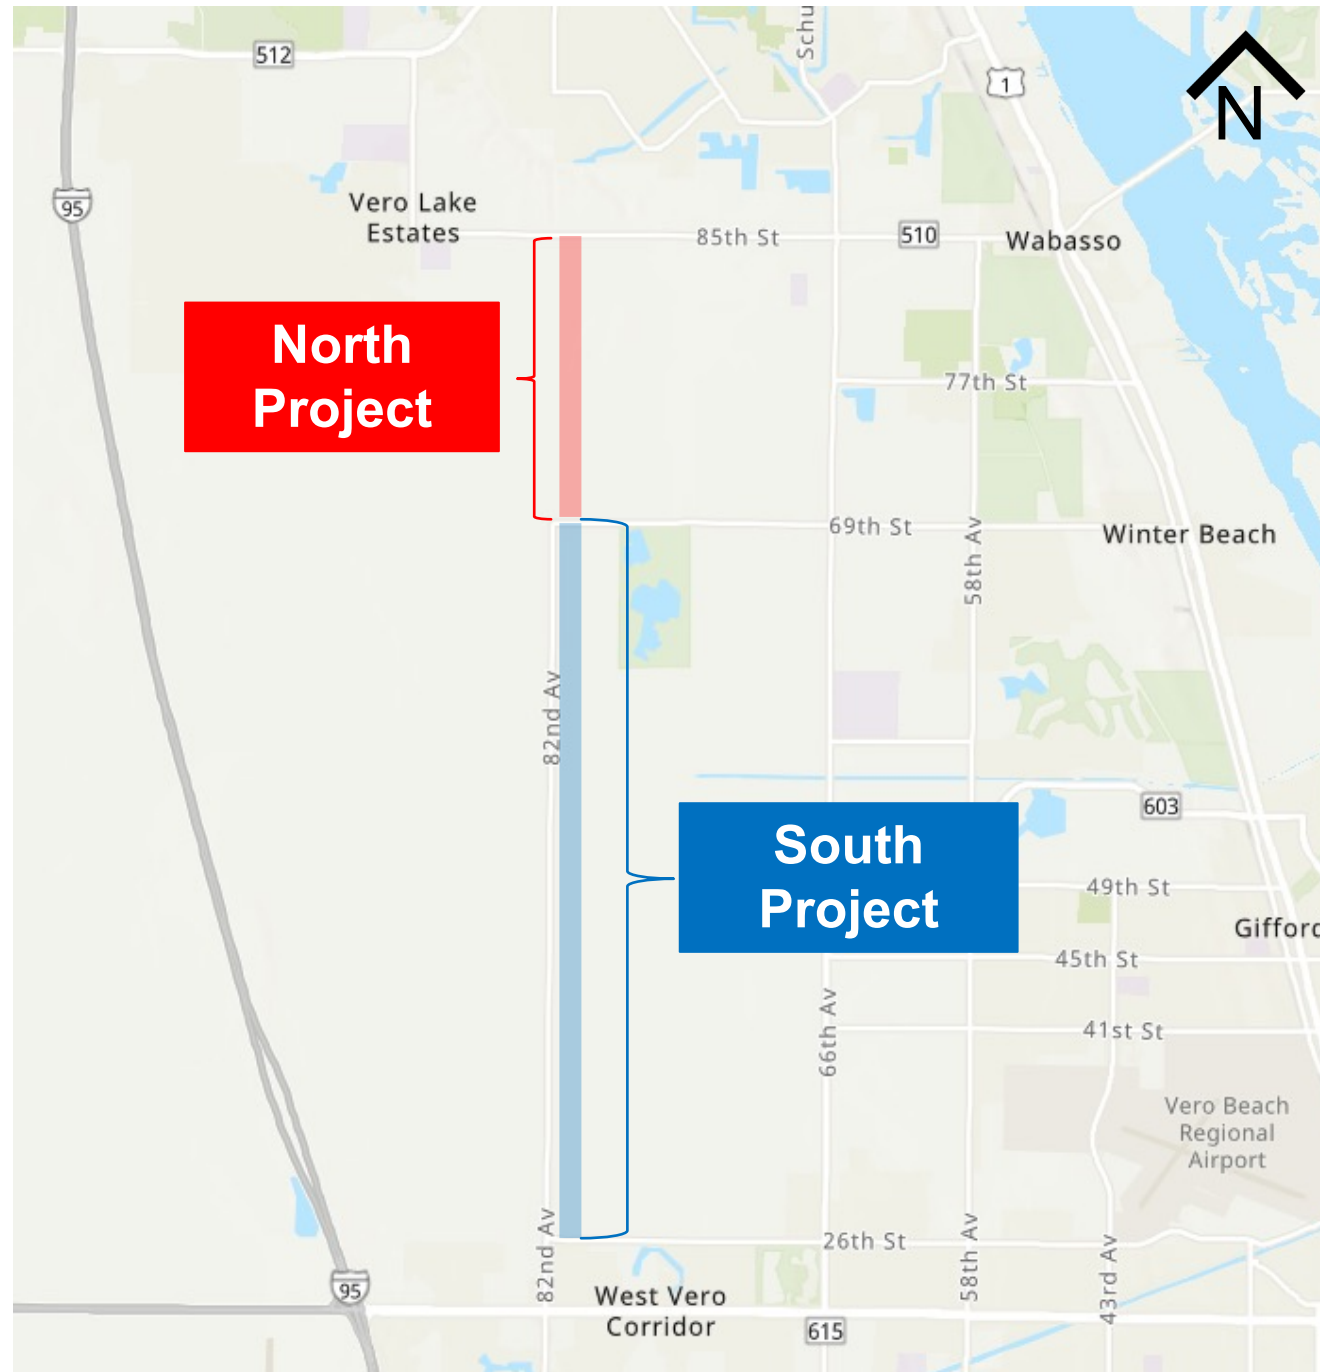 Schu
512
1
N
95
Vero Lake
Estates
85th St
510
Wabasso
North
Project
77th St
69th St
58th Av
Winter Beach
82nd Av
603
South
Project
49th St
Gifford
45th St
66th Av
41st St
Vero Beach
Regional
Airport
82nd Av
26th St
58th Av
43rd Av
95
West Vero
Corridor
615